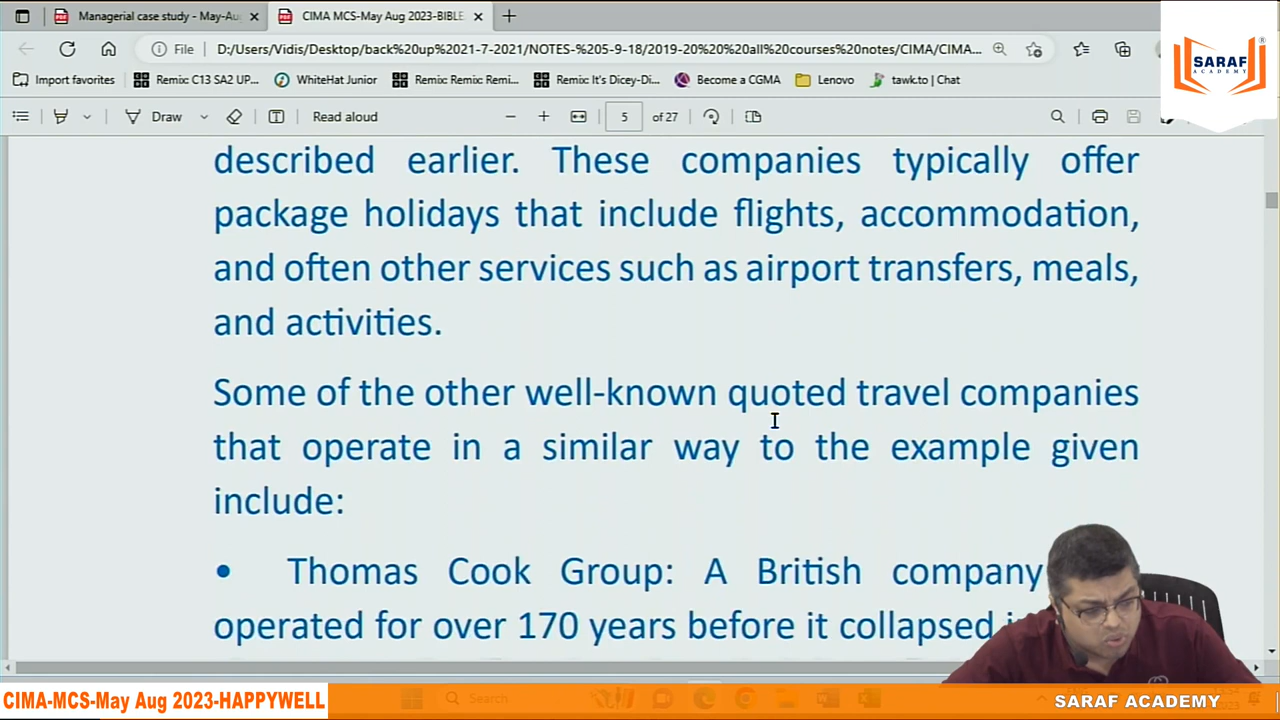 Managerial case study - May-Au
CIMA MCS-May Aug 2023-BIBLE
File
D:/Users/Vidis/Desktop/back%20up%2021-7-2021/NOTES-%205-9-18/2019-20%20%20all%20courses%20notes/CIMA/CIMA...
Import favorites
Remix: C13 SA2 UP...
WhiteHat Junior
Remix: Remix: Remi...
Remix: It's Dicey-Di...
Become a CGMA
Lenovo
tawk.to | Chat
SARAF
ACADEMY
Draw
Read aloud
5
of 27
described earlier. These companies typically offer
package holidays that include flights, accommodation,
and often other services such as airport transfers, meals,
and activities.
Some of the other well-known quoted travel companies
that operate in a similar way to the example given
include:
• Thomas Cook Group: A British company
operated for over 170 years before it collapsed
Search
CIMA-MCS-May Aug 2023-HAPPYWELL
SARAF ACADEMY